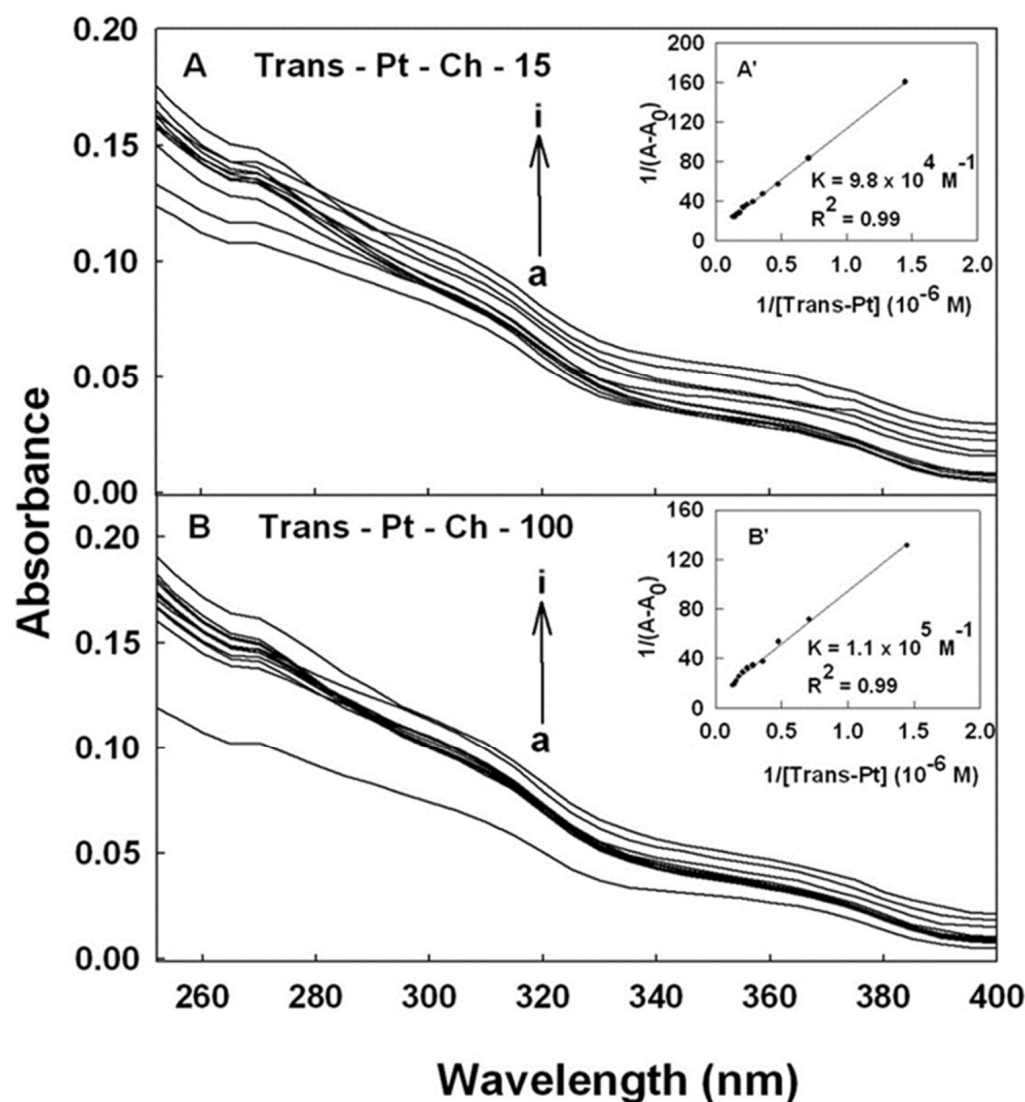 Absorbance
0.20
0.15
0.10
0.05
0.00
A Trans - Pt - Ch - 15
i
a
A'
200
160
120
80
40
0
1/(A-A0)
K = 9.8 x 10^4 M^-1
R^2 = 0.99
0.0 0.5 1.0 1.5 2.0
1/[Trans-Pt] (10^-6 M)
0.20
0.15
0.10
0.05
0.00
B Trans - Pt - Ch - 100
i
a
B'
160
120
80
40
0
1/(A-A0)
K = 1.1 x 10^5 M^-1
R^2 = 0.99
0.0 0.5 1.0 1.5 2.0
1/[Trans-Pt] (10^-6 M)
260 280 300 320 340 360 380 400
Wavelength (nm)